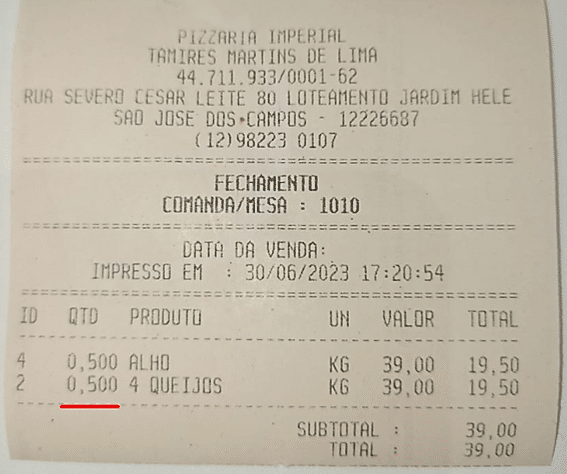 PIZZARIA IMPERIAL
TAMIRES MARTINS DE LIMA
44.711.933/0001-62
RUA SEVERO CESAR LEITE 80 LOTEAMENTO JARDIM HELE
SAO JOSE DOS CAMPOS - 12226687
(12)98223 0107
FECHAMENTO
COMANDA/MESA : 1010
DATA DA VENDA:
IMPRESSO EM : 30/06/2023 17:20:54
ID QTD PRODUTO UN VALOR TOTAL
4 0,500 ALHO KG 39,00 19,50
2 0,500 4 QUEIJOS KG 39,00 19,50
SUBTOTAL : 39,00
TOTAL : 39,00